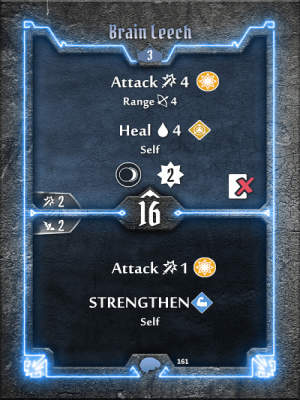 Brain Leech
3
Attack 4
Range 4
Heal 4
Self
2
2
2
16
Attack 1
STRENGTHEN
Self
161